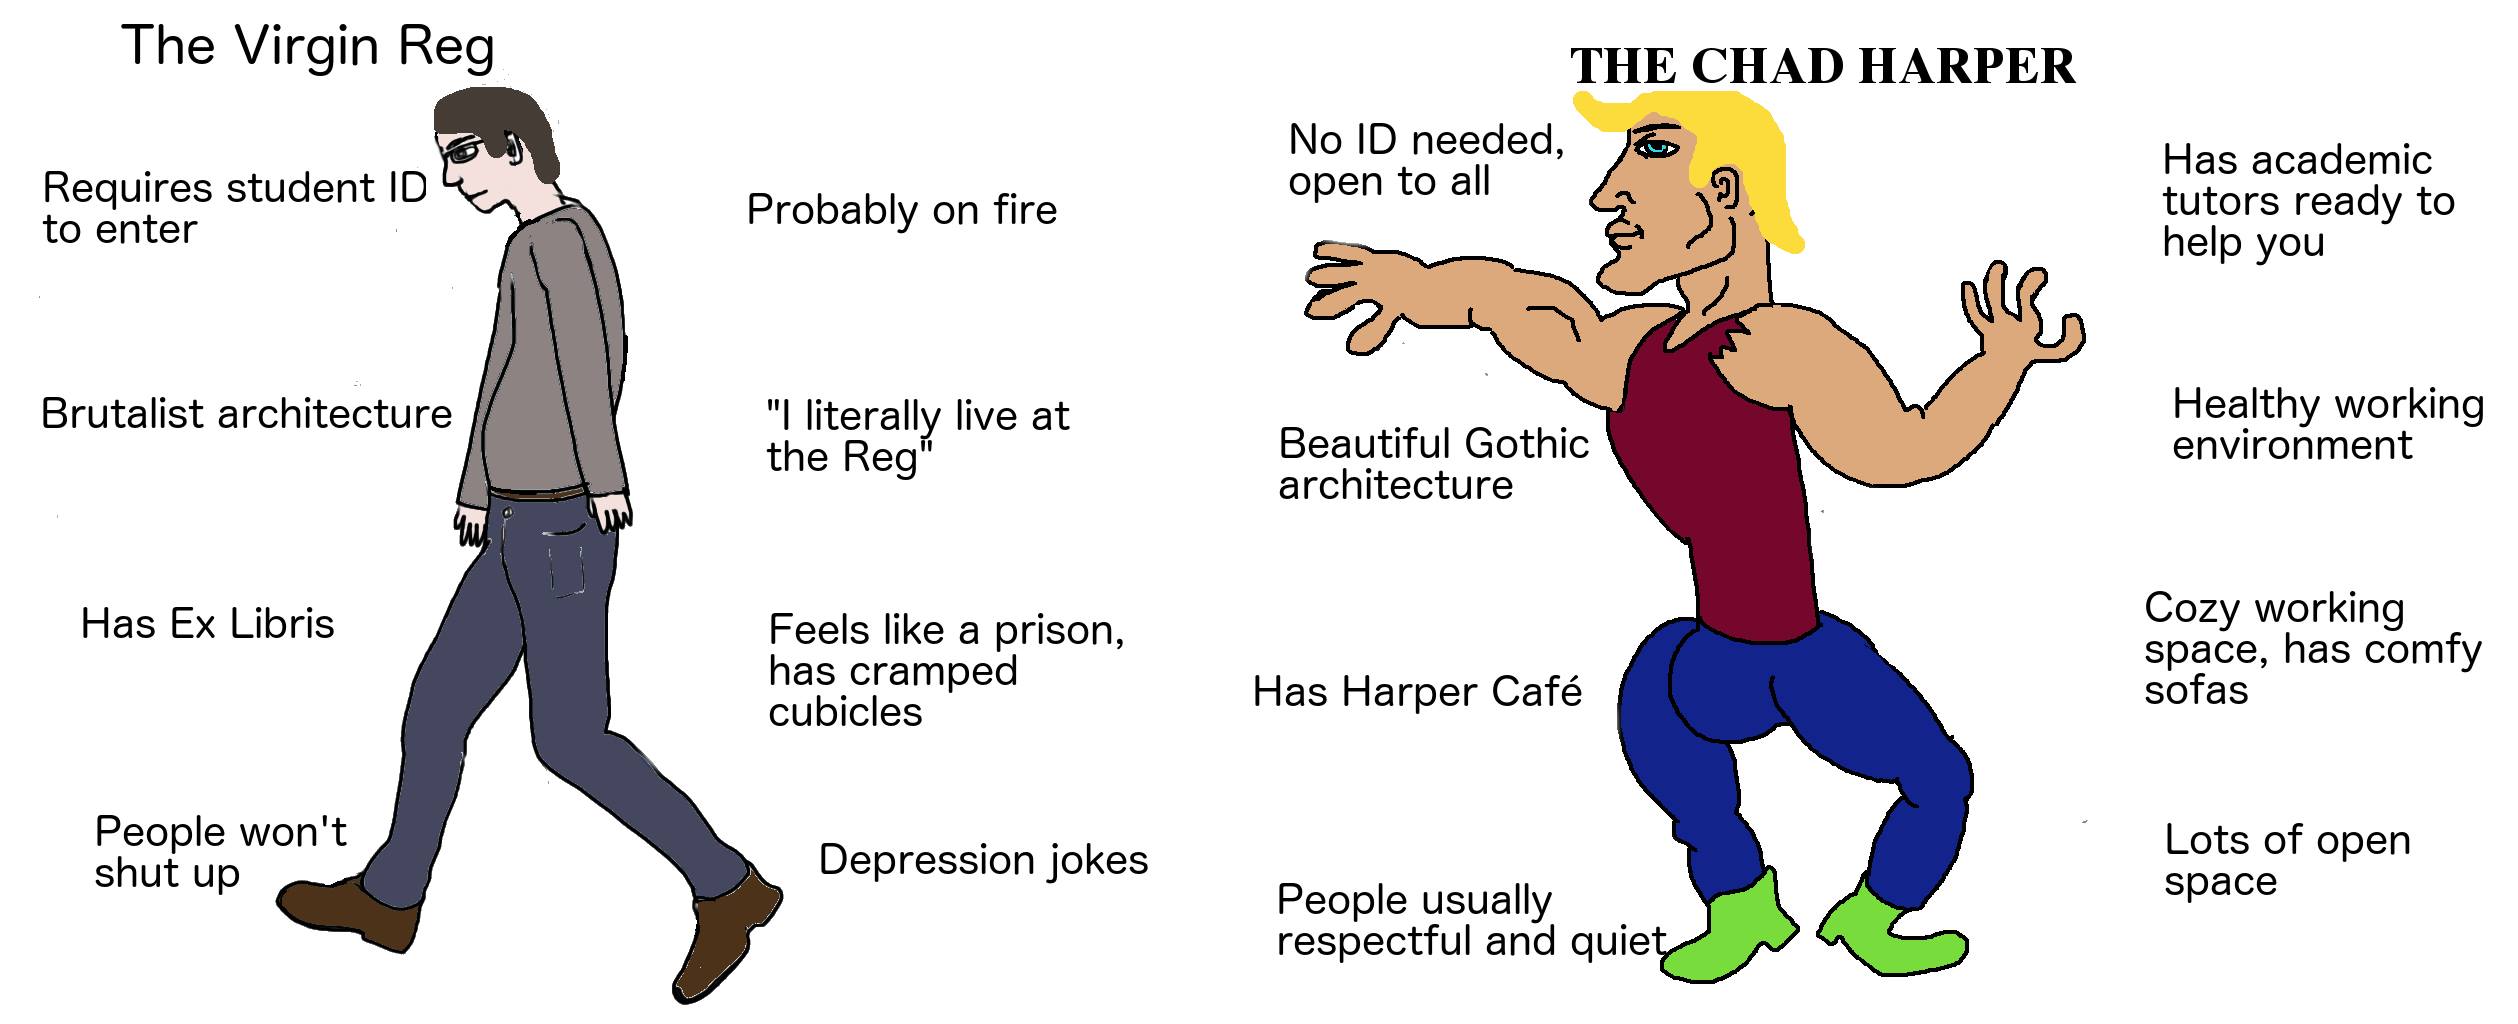 The Virgin Reg
Requires student ID
to enter
Probably on fire
Brutalist architecture
"I literally live at
the Reg"
Has Ex Libris
Feels like a prison,
has cramped
cubicles
People won't
shut up
Depression jokes
THE CHAD HARPER
No ID needed,
open to all
Has academic
tutors ready to
help you
Beautiful Gothic
architecture
Healthy working
environment
Has Harper Café
Cozy working
space, has comfy
sofas
People usually
respectful and quiet
Lots of open
space